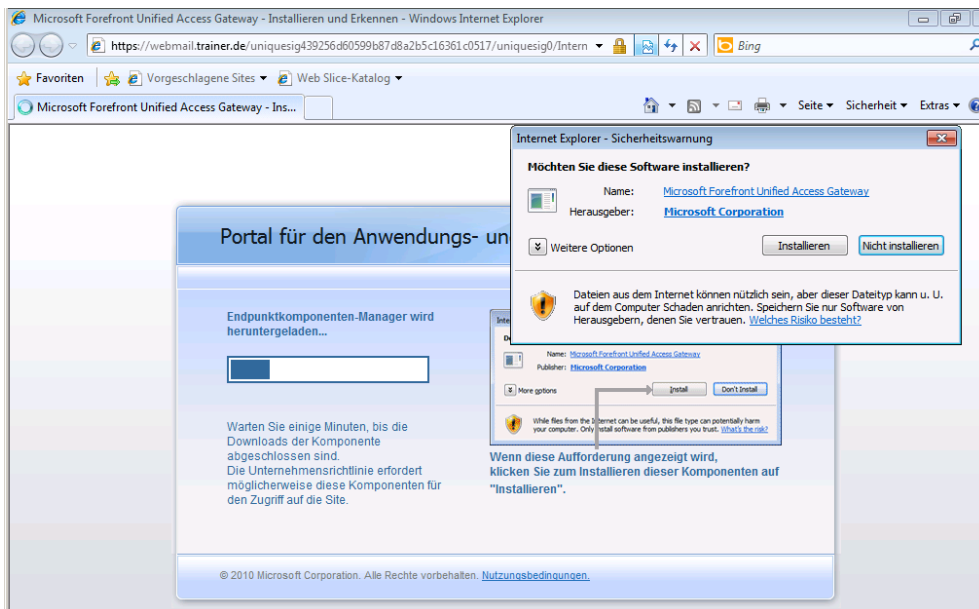 Microsoft Forefront Unified Access Gateway - Installieren und Erkennen - Windows Internet Explorer
https://webmail.trainer.de/uniquesig439256d60599b87d8a2b5c16361c0517/uniquesig0/Intern
Bing
Favoriten
Vorgeschlagene Sites
Web Slice-Katalog
Microsoft Forefront Unified Access Gateway - Ins...
Seite
Sicherheit
Extras
Internet Explorer - Sicherheitswarnung
Möchten Sie diese Software installieren?
Name: Microsoft Forefront Unified Access Gateway
Herausgeber: Microsoft Corporation
Weitere Optionen
Installieren
Nicht installieren
Dateien aus dem Internet können nützlich sein, aber dieser Dateityp kann u. U.
auf dem Computer Schaden anrichten. Speichern Sie nur Software von
Herausgebern, denen Sie vertrauen. Welches Risiko besteht?
Portal für den Anwendungs- un
Endpunktkomponenten-Manager wird
heruntergeladen...
Warten Sie einige Minuten, bis die
Downloads der Komponente
abgeschlossen sind.
Die Unternehmensrichtlinie erfordert
möglicherweise diese Komponenten für
den Zugriff auf die Site.
Name: Microsoft Forefront Unified Access Gateway
Publisher: Microsoft Corporation
More options
Install
Don't Install
While files from the Internet can be useful, this file type can potentially harm
your computer. Only install software from publishers you trust. What's the risk?
Wenn diese Aufforderung angezeigt wird,
klicken Sie zum Installieren dieser Komponenten auf
"Installieren".
© 2010 Microsoft Corporation. Alle Rechte vorbehalten. Nutzungsbedingungen.